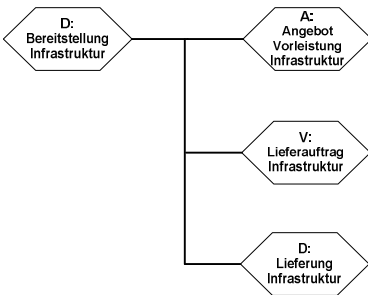 D:
Bereitstellung
Infrastruktur
A:
Angebot
Vorleistung
Infrastruktur
V:
Lieferauftrag
Infrastruktur
D:
Lieferung
Infrastruktur